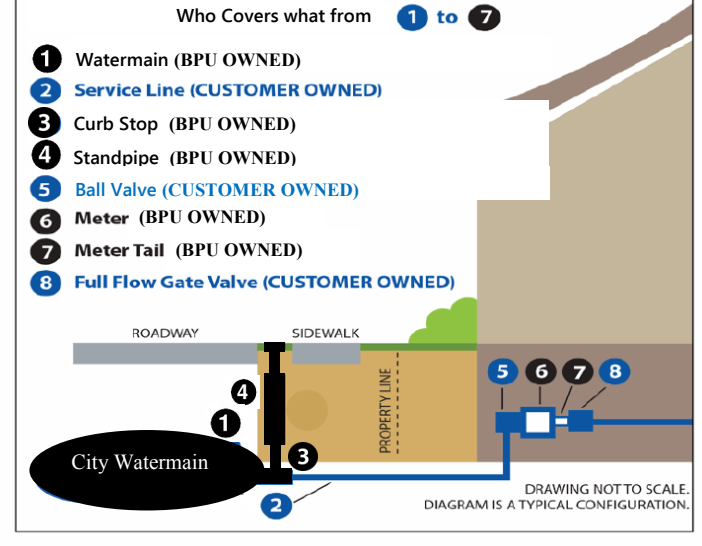 Who Covers what from 1 to 7
1 Watermain (BPU OWNED)
2 Service Line (CUSTOMER OWNED)
3 Curb Stop (BPU OWNED)
4 Standpipe (BPU OWNED)
5 Ball Valve (CUSTOMER OWNED)
6 Meter (BPU OWNED)
7 Meter Tail (BPU OWNED)
8 Full Flow Gate Valve (CUSTOMER OWNED)
ROADWAY SIDEWALK
PROPERTY LINE
5 6 7 8
4
1
3
City Watermain
2
DRAWING NOT TO SCALE.
DIAGRAM IS A TYPICAL CONFIGURATION.